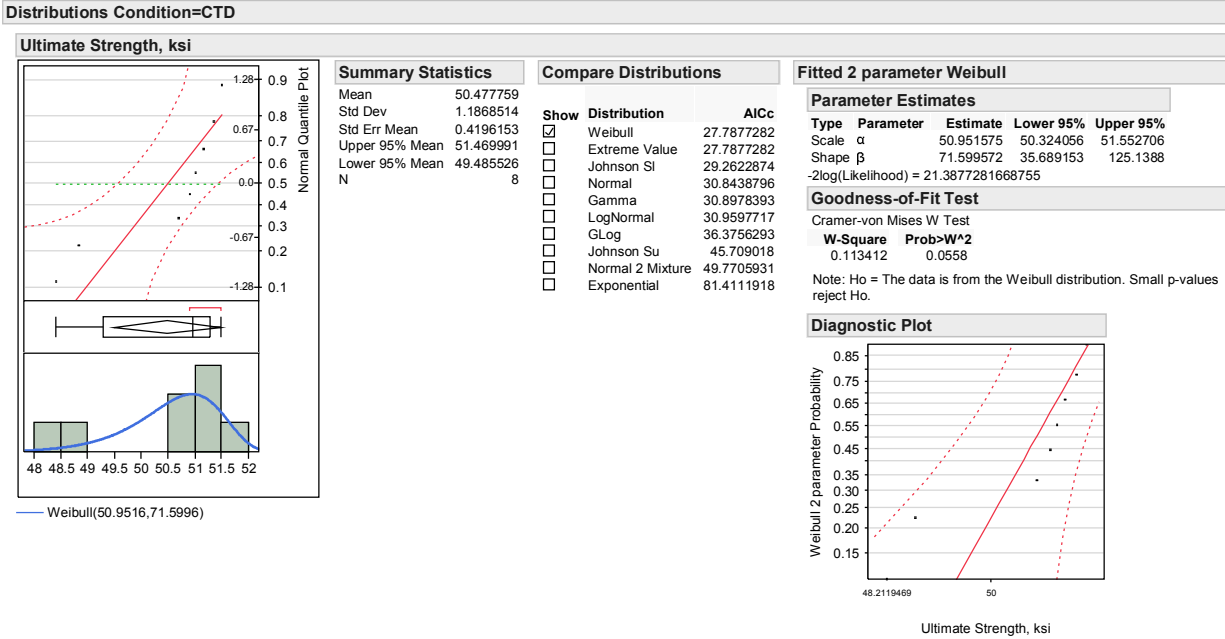 Distributions Condition=CTD
Ultimate Strength, ksi
1.28
0.67
0.0
-0.67
-1.28
0.9
0.8
0.7
0.6
0.5
0.4
0.3
0.2
0.1
Normal Quantile Plot
48 48.5 49 49.5 50 50.5 51 51.5 52
Weibull(50.9516,71.5996)
Summary Statistics
Mean 50.477759
Std Dev 1.1868514
Std Err Mean 0.4196153
Upper 95% Mean 51.469991
Lower 95% Mean 49.485526
N 8
Compare Distributions
Show Distribution AICc
Weibull 27.7877282
Extreme Value 27.7877282
Johnson Sl 29.2622874
Normal 30.8438796
Gamma 30.8978393
LogNormal 30.9597717
GLog 36.3756293
Johnson Su 45.709018
Normal 2 Mixture 49.7705931
Exponential 81.4111918
Fitted 2 parameter Weibull
Parameter Estimates
Type Parameter Estimate Lower 95% Upper 95%
Scale α 50.951575 50.324056 51.552706
Shape β 71.599572 35.689153 125.1388
-2log(Likelihood) = 21.3877281668755
Goodness-of-Fit Test
Cramer-von Mises W Test
W-Square Prob>W^2
0.113412 0.0558
Note: Ho = The data is from the Weibull distribution. Small p-values
reject Ho.
Diagnostic Plot
Weibull 2 parameter Probability
0.85
0.75
0.65
0.55
0.45
0.35
0.30
0.25
0.20
0.15
48.2119469 50
Ultimate Strength, ksi